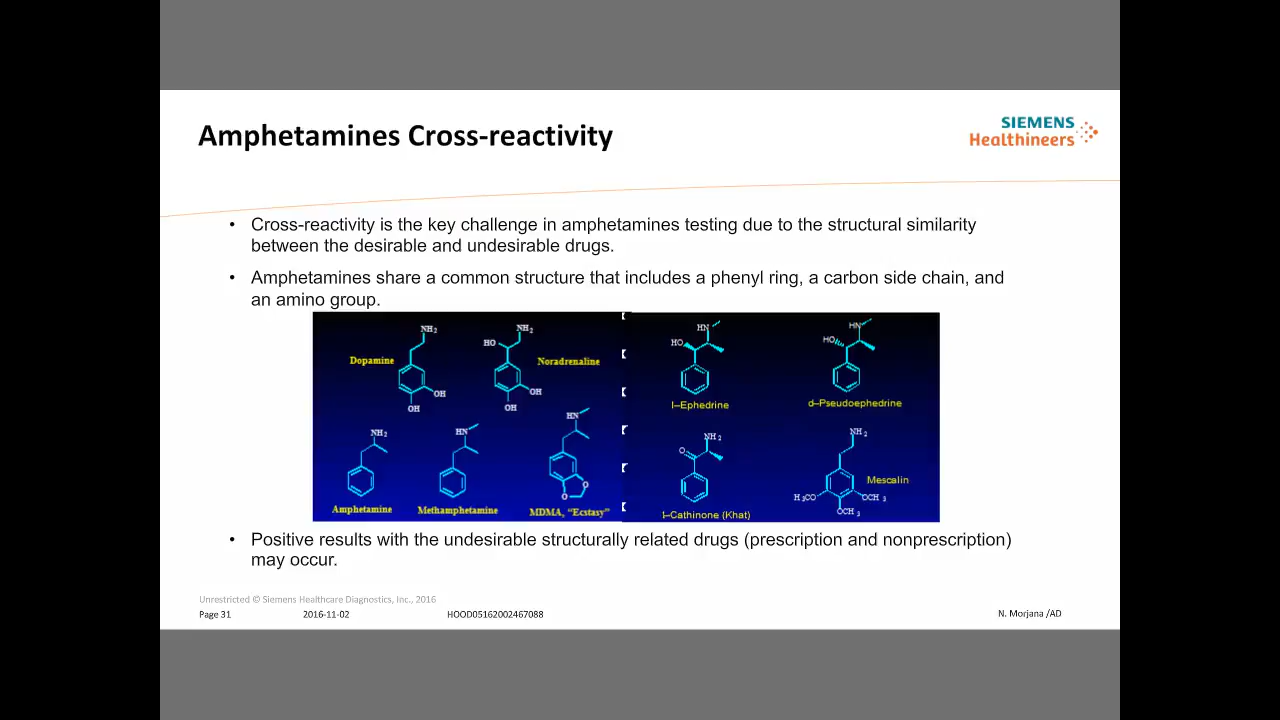 Amphetamines Cross-reactivity
SIEMENS
Healthineers
• Cross-reactivity is the key challenge in amphetamines testing due to the structural similarity
between the desirable and undesirable drugs.
• Amphetamines share a common structure that includes a phenyl ring, a carbon side chain, and
an amino group.
NH2
NH2
HN
HN
HO
HO
HO
Dopamine
Noradrenaline
OH
OH
OH
OH
l–Ephedrine
d–Pseudoephedrine
HN
NH2
HN
NH2
NH2
O
Mescalin
O
O
H3CO
OCH3
OCH3
Amphetamine
Methamphetamine
MDMA, "Ecstasy"
l-Cathinone (Khat)
• Positive results with the undesirable structurally related drugs (prescription and nonprescription)
may occur.
Unrestricted © Siemens Healthcare Diagnostics, Inc., 2016
Page 31
2016-11-02
HOOD05162002467088
N. Morjana /AD